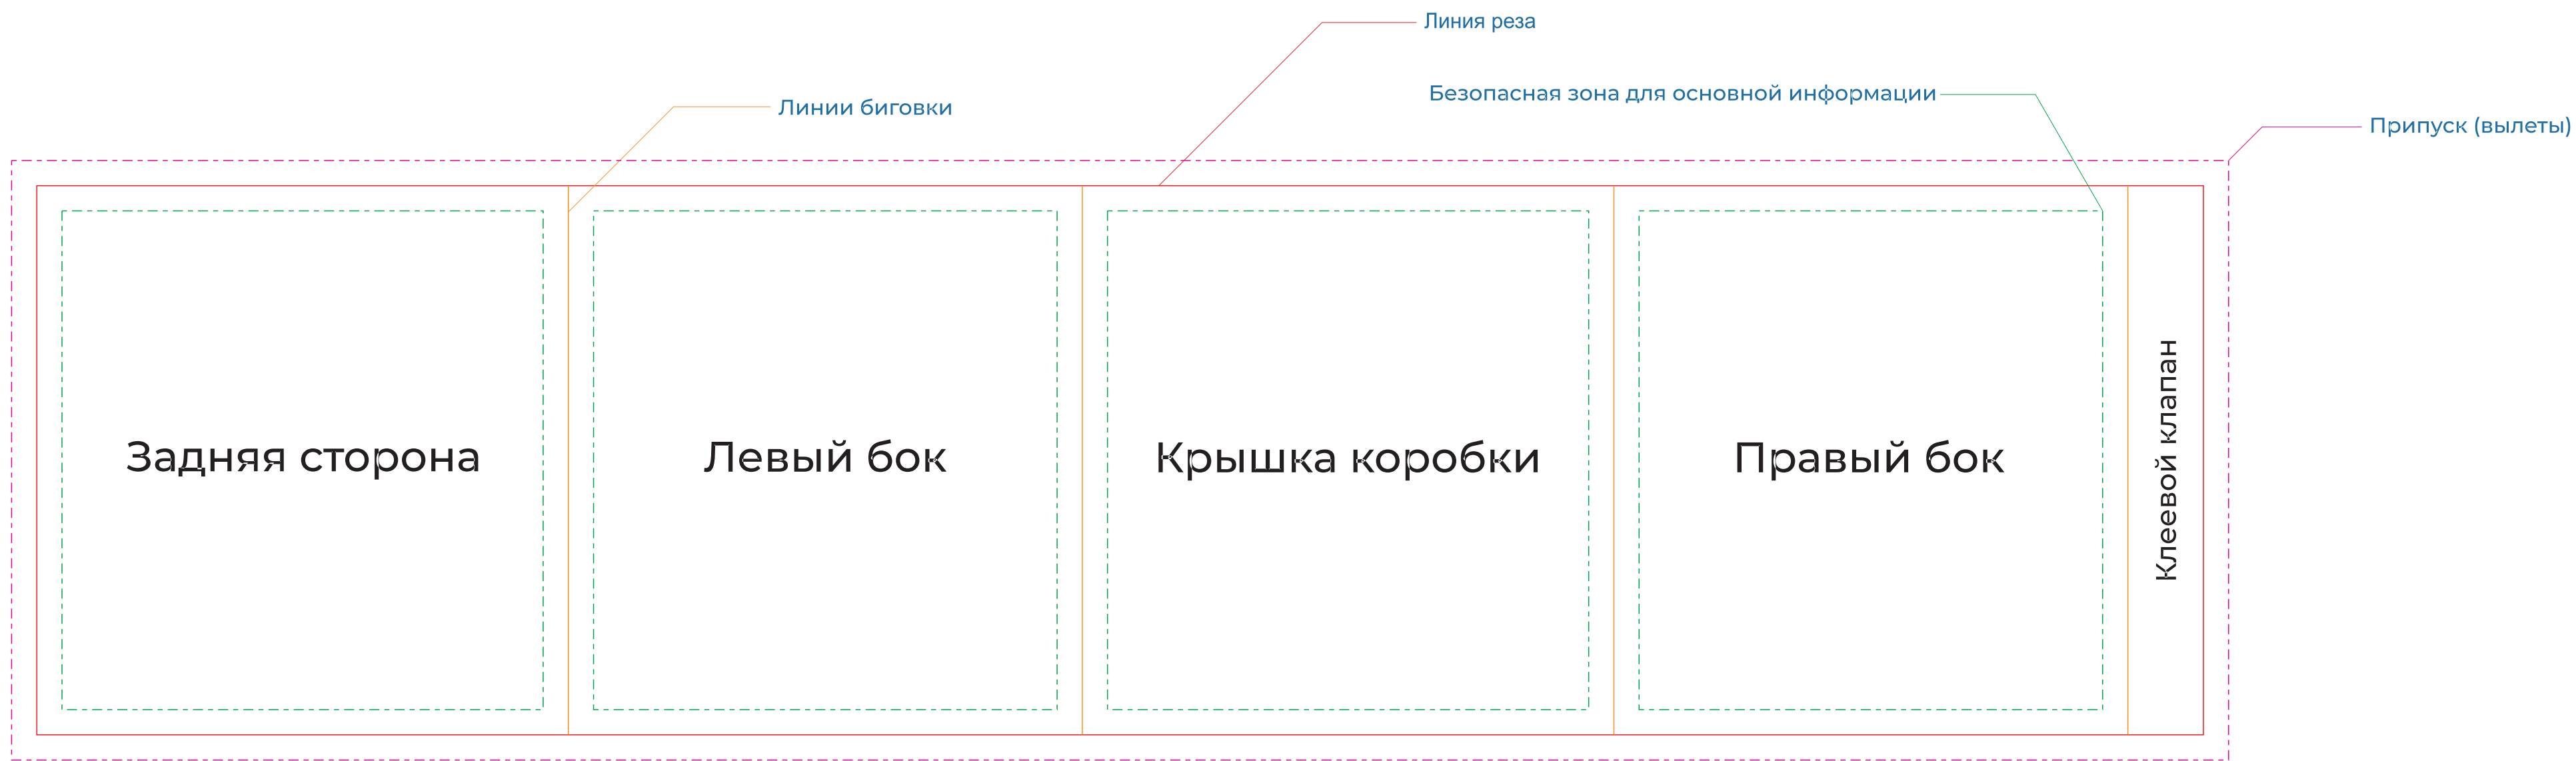 Линия реза
Безопасная зона для основной информации
Линии биговки
Припуск (вылеты)
Задняя сторона
Левый бок
Крышка коробки
Правый бок
Клеевой клапан